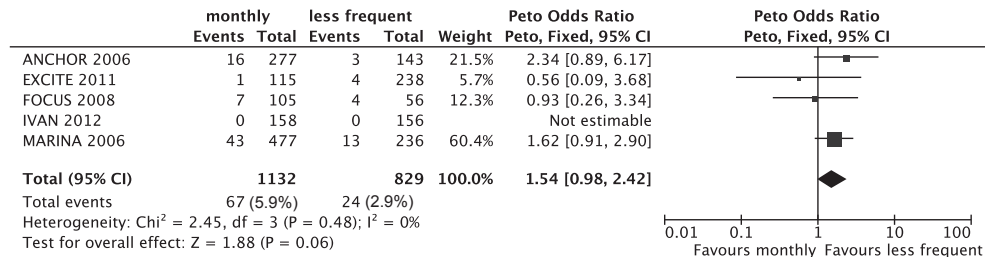 monthly less frequent Peto Odds Ratio Peto Odds Ratio
Events Total Events Total Weight Peto, Fixed, 95% CI Peto, Fixed, 95% CI
ANCHOR 2006 16 277 3 143 21.5% 2.34 [0.89, 6.17]
EXCITE 2011 1 115 4 238 5.7% 0.56 [0.09, 3.68]
FOCUS 2008 7 105 4 56 12.3% 0.93 [0.26, 3.34]
IVAN 2012 0 158 0 156 Not estimable
MARINA 2006 43 477 13 236 60.4% 1.62 [0.91, 2.90]
Total (95% CI) 1132 829 100.0% 1.54 [0.98, 2.42]
Total events 67 (5.9%) 24 (2.9%)
Heterogeneity: Chi² = 2.45, df = 3 (P = 0.48); I² = 0%
Test for overall effect: Z = 1.88 (P = 0.06)
0.01 0.1 1 10 100
Favours monthly Favours less frequent